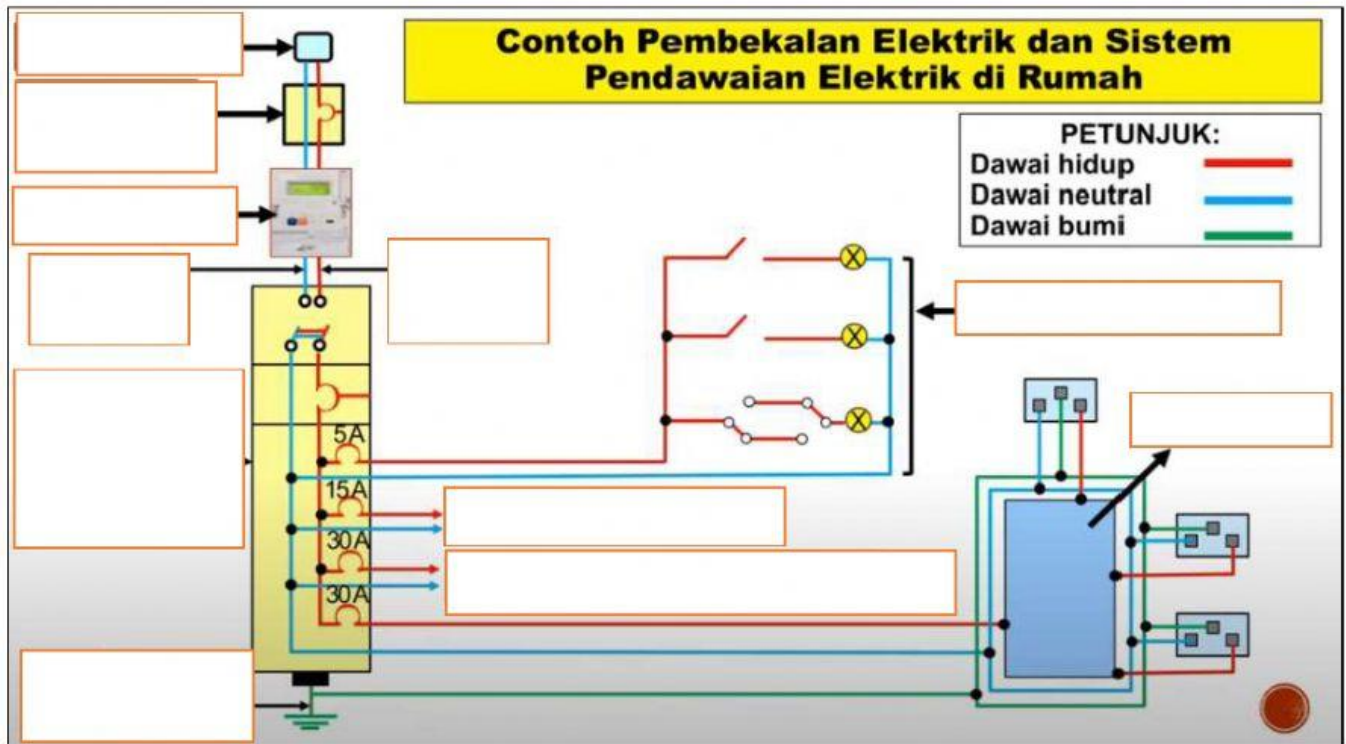 Contoh Pembekalan Elektrik dan Sistem
Pendawaian Elektrik di Rumah
PETUNJUK:
Dawai hidup
Dawai neutral
Dawai bumi
5A
15A
30A
30A